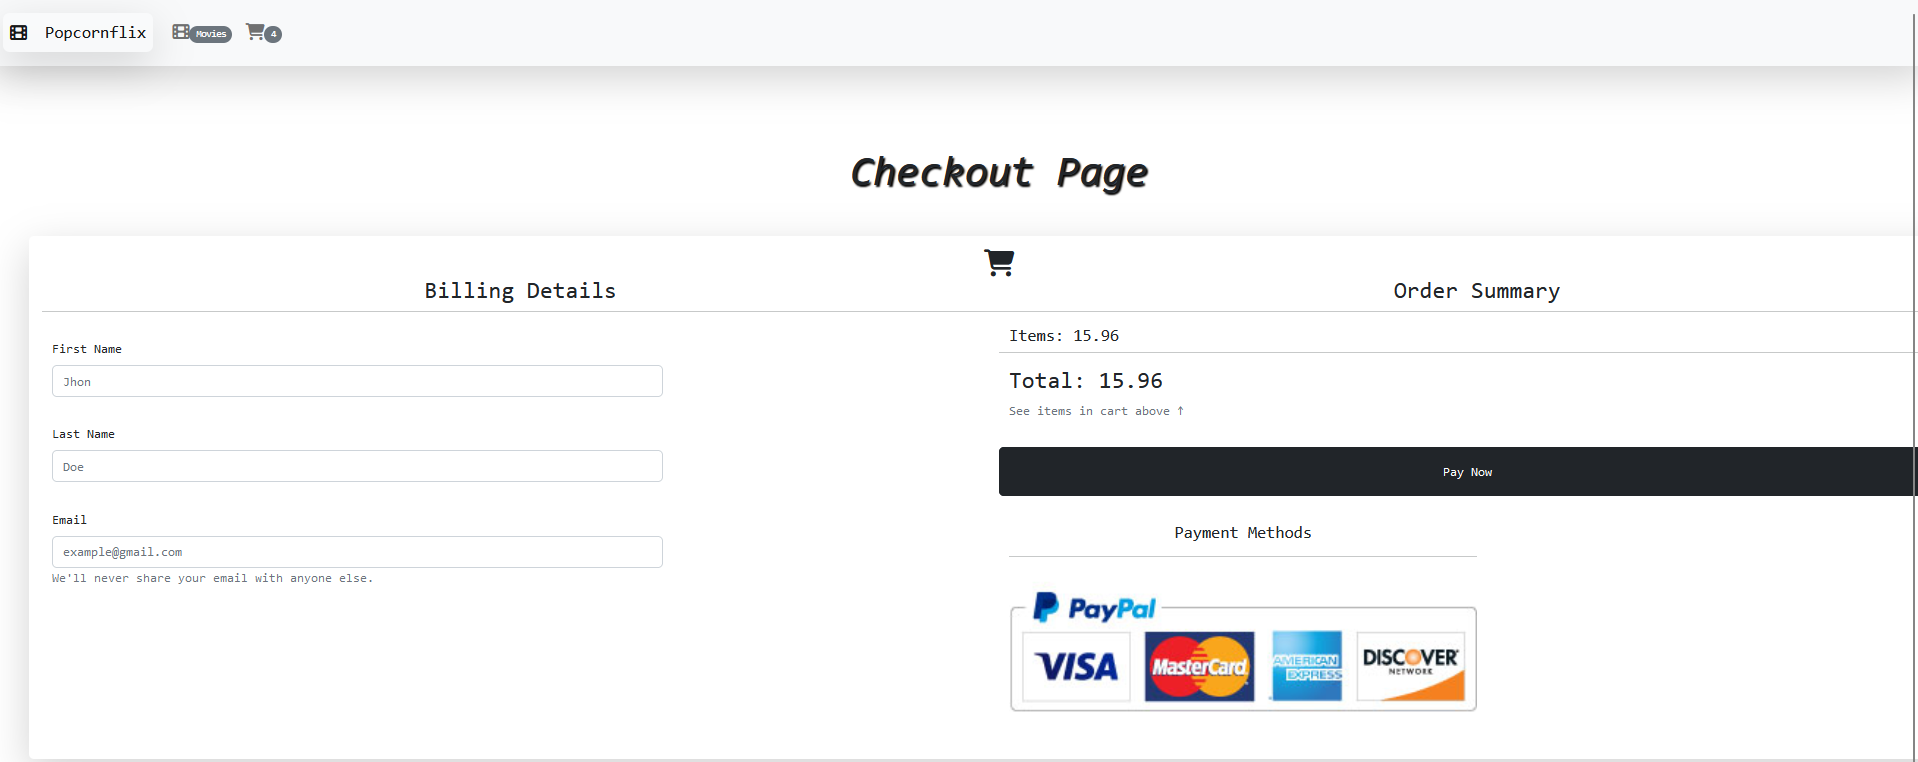 Popcornflix Movies 4
Checkout Page
Billing Details
First Name
Jhon
Last Name
Doe
Email
example@gmail.com
We'll never share your email with anyone else.
Order Summary
Items: 15.96
Total: 15.96
See items in cart above ↑
Pay Now
Payment Methods
PayPal
VISA
MasterCard
AMERICAN EXPRESS
DISCOVER
NETWORK